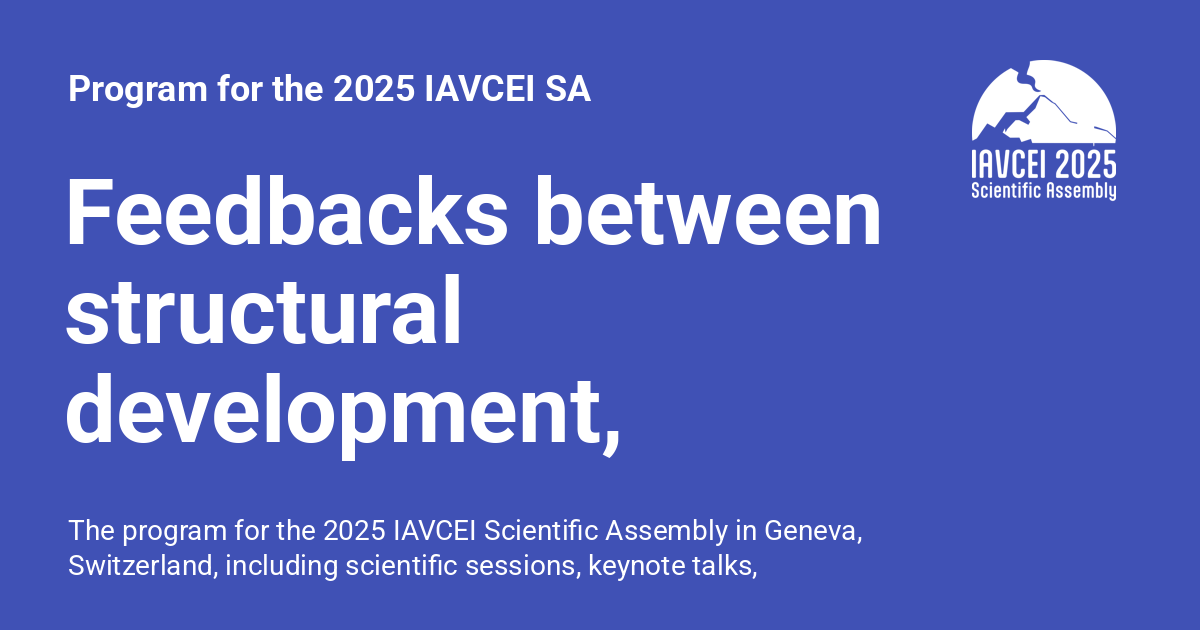 Program for the 2025 IAVCEI SA
IAVCEI 2025
Scientific Assembly
Feedbacks between
structural
development,
The program for the 2025 IAVCEI Scientific Assembly in Geneva,
Switzerland, including scientific sessions, keynote talks,